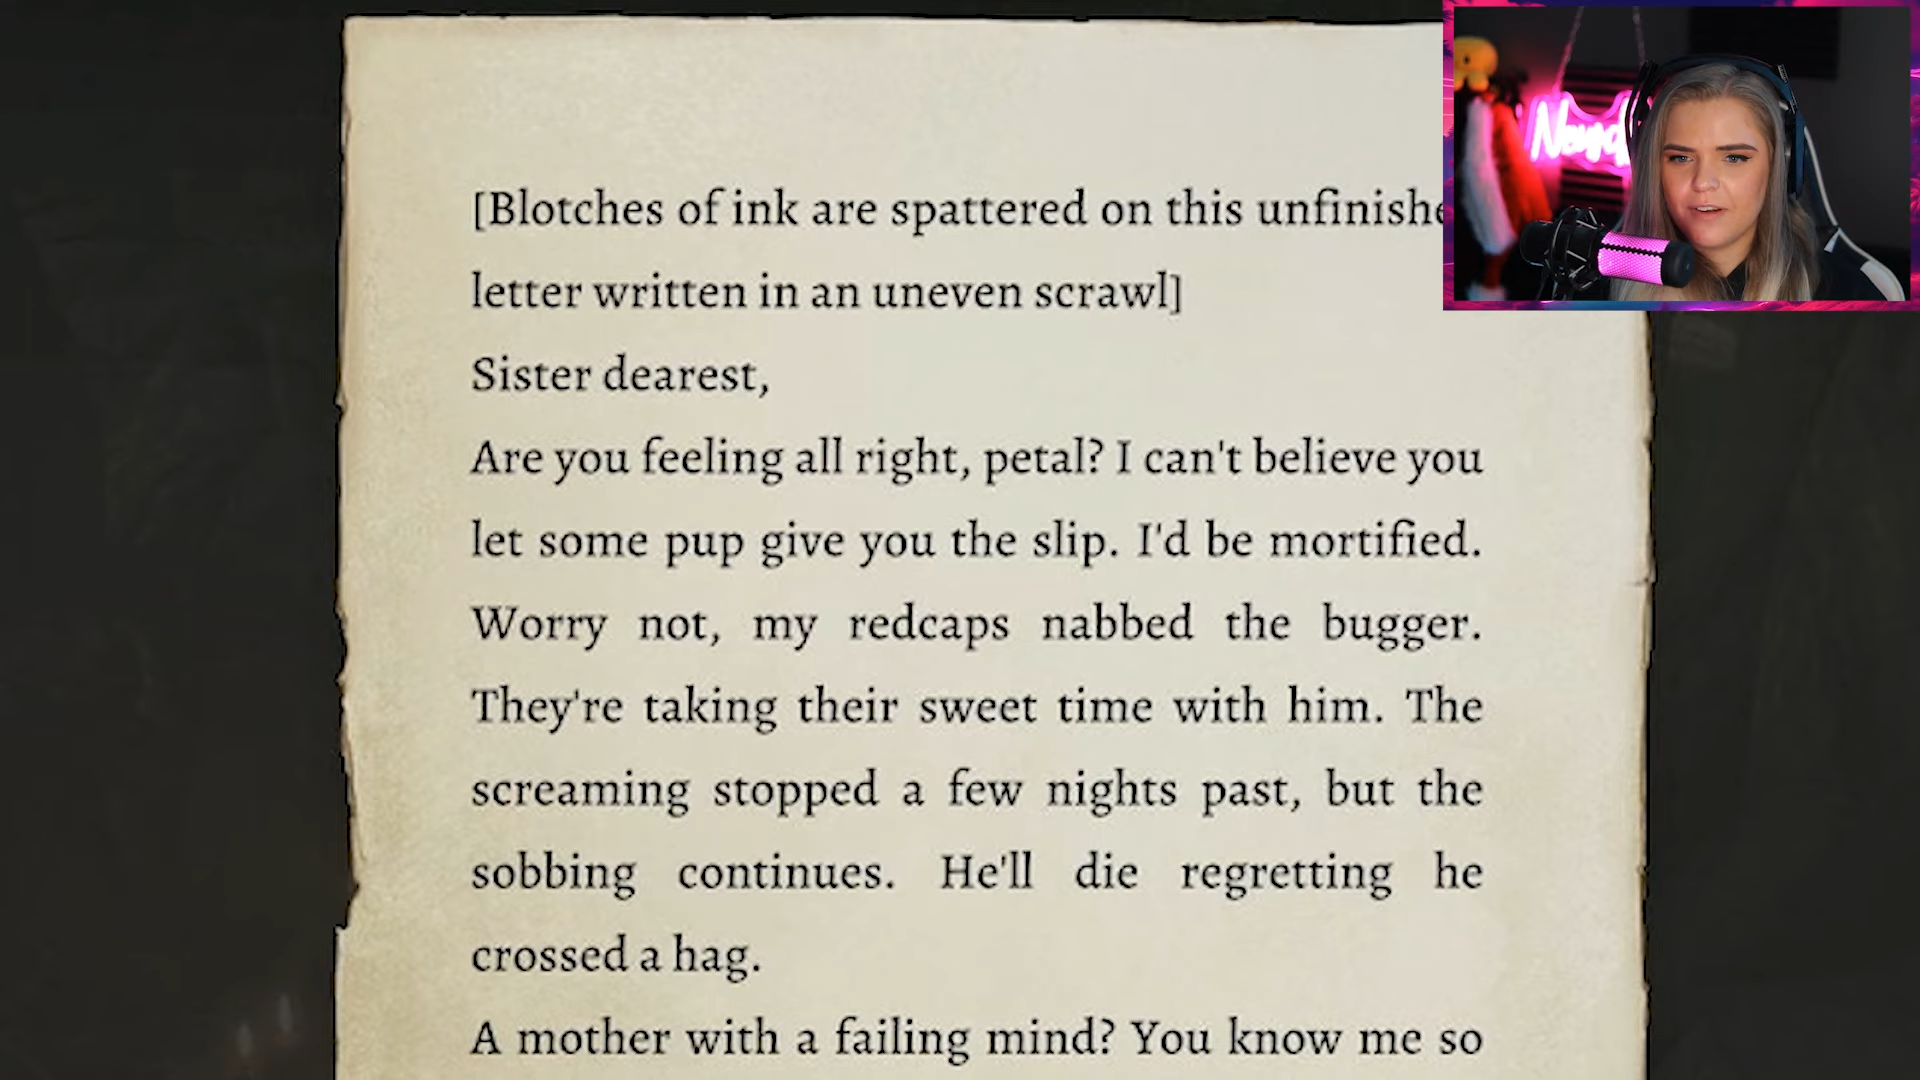 [Blotches of ink are spattered on this
letter written in an uneven scrawl]
Sister dearest,
Are you feeling all right, petal? I can't believe you
let some pup give you the slip. I'd be mortified.
Worry not, my redcaps nabbed the bugger.
They're taking their sweet time with him. The
screaming stopped a few nights past, but the
sobbing continues. He'll die regretting he
crossed a hag.
A mother with a failing mind? You know me so